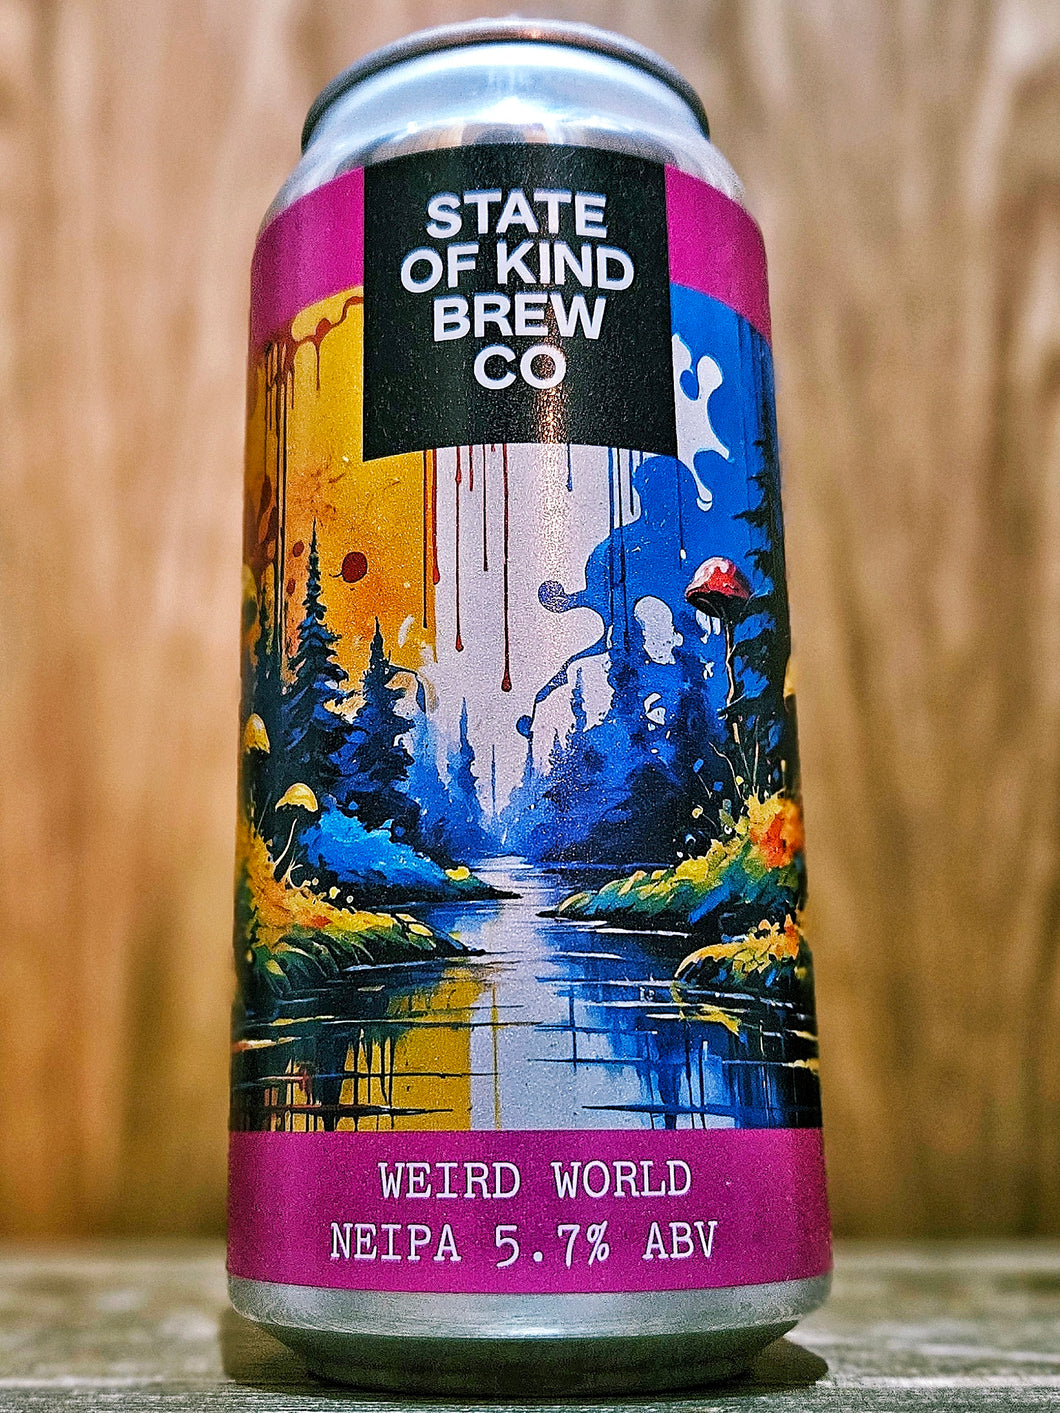 STATE
OF KIND
BREW
CO
WEIRD WORLD
NEIPA 5.7% ABV